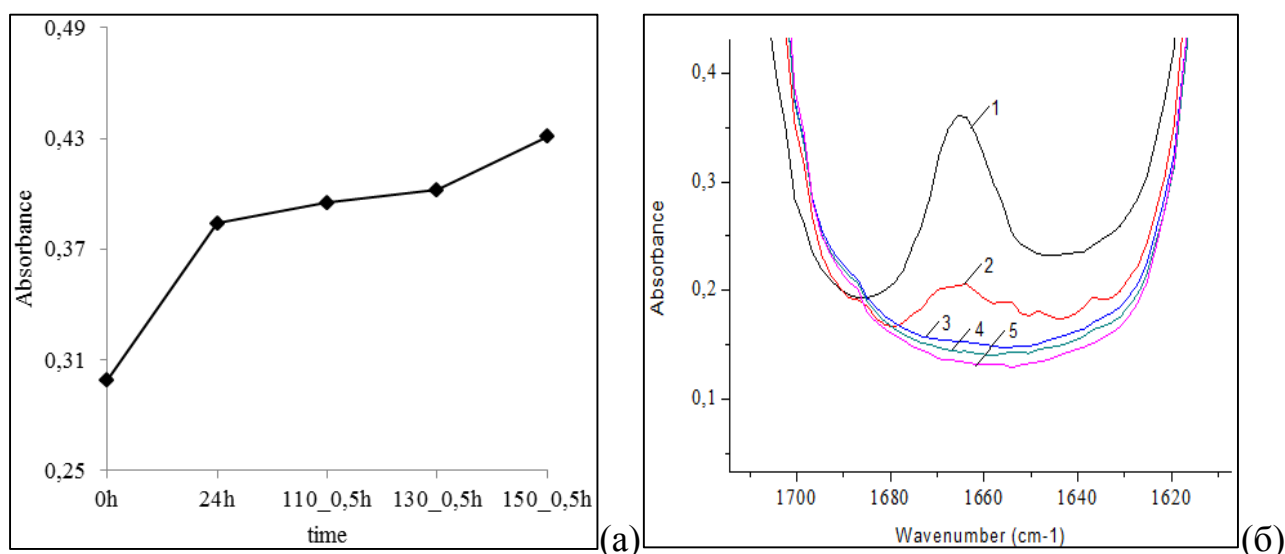 0,49
0,43
0,37
0,31
0,25
Absorbance
0h 24h 110_0,5h 130_0,5h 150_0,5h
time
(а)
0,4
0,3
0,2
0,1
Absorbance
1
2
3 4 5
1700 1680 1660 1640 1620
Wavenumber (cm-1)
(б)